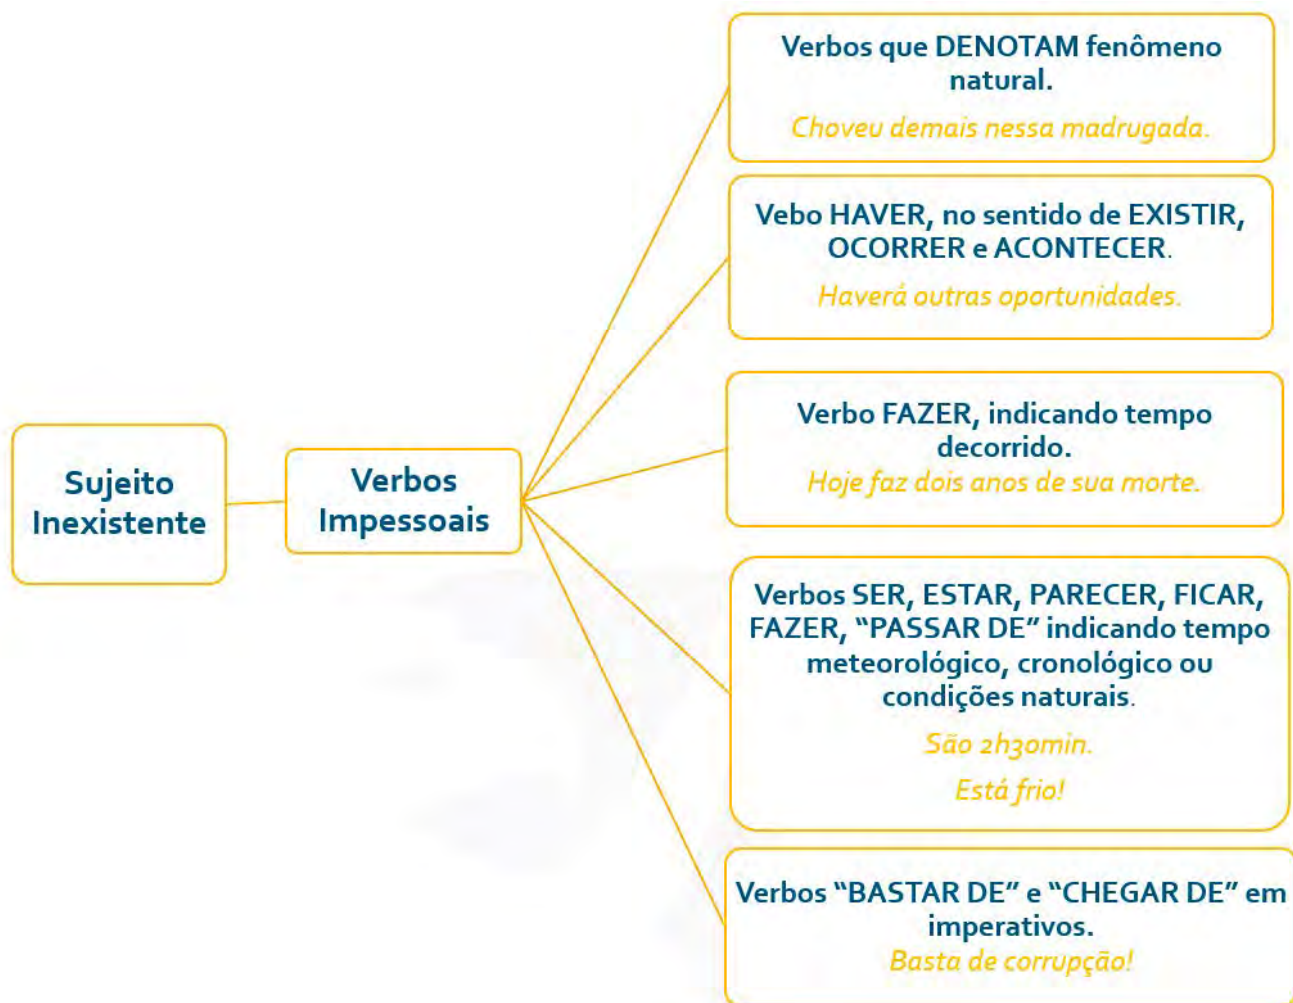 Sujeito
Inexistente
Verbos
Impessoais
Verbos que DENOTAM fenômeno
natural.
Choveu demais nessa madrugada.
Vebo HAVER, no sentido de EXISTIR,
OCORRER e ACONTECER.
Haverá outras oportunidades.
Verbo FAZER, indicando tempo
decorrido.
Hoje faz dois anos de sua morte.
Verbos SER, ESTAR, PARECER, FICAR,
FAZER, “PASSAR DE” indicando tempo
meteorológico, cronológico ou
condições naturais.
São 2h30min.
Está frio!
Verbos “BASTAR DE” e “CHEGAR DE” em
imperativos.
Basta de corrupção!